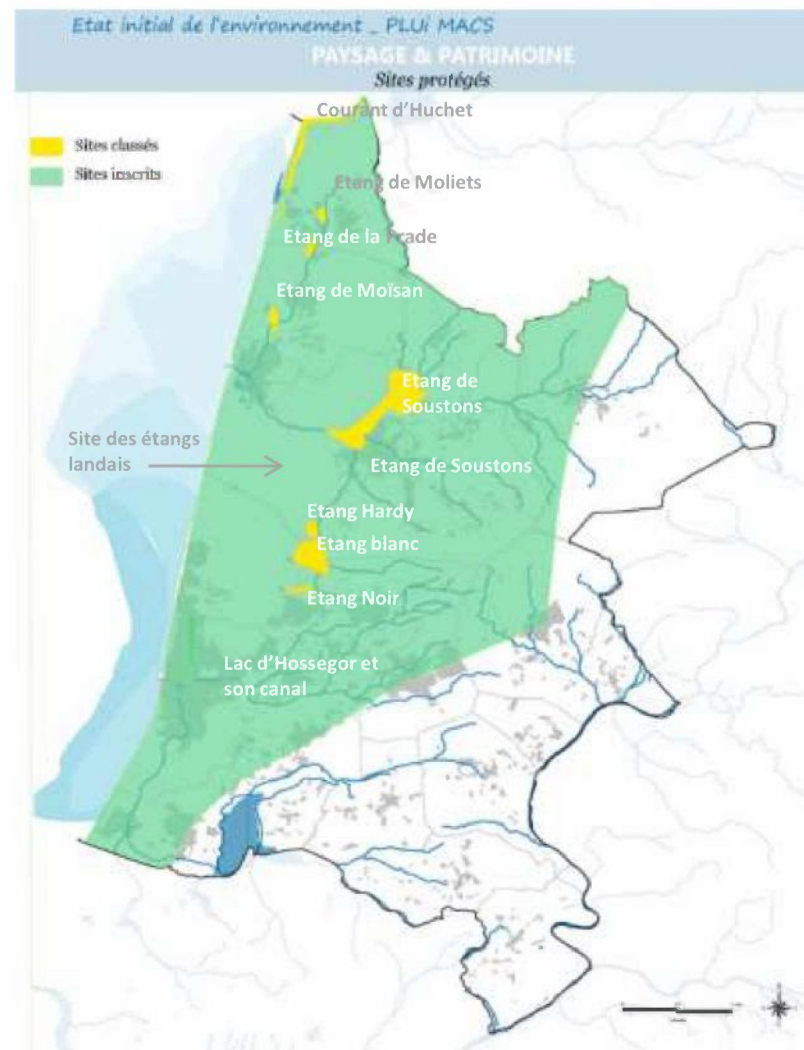 Etat initial de l'environnement _ PLUi MACS
PAYSAGE & PATRIMOINE
Sites protégés
Courant d'Huchet
Sites classés
Sites inscrits
Etang de Moliets
Etang de la Prade
Etang de Moïsan
Etang de
Soustons
Site des étangs
landais
Etang de Soustons
Etang Hardy
Etang blanc
Etang Noir
Lac d'Hossegor et
son canal